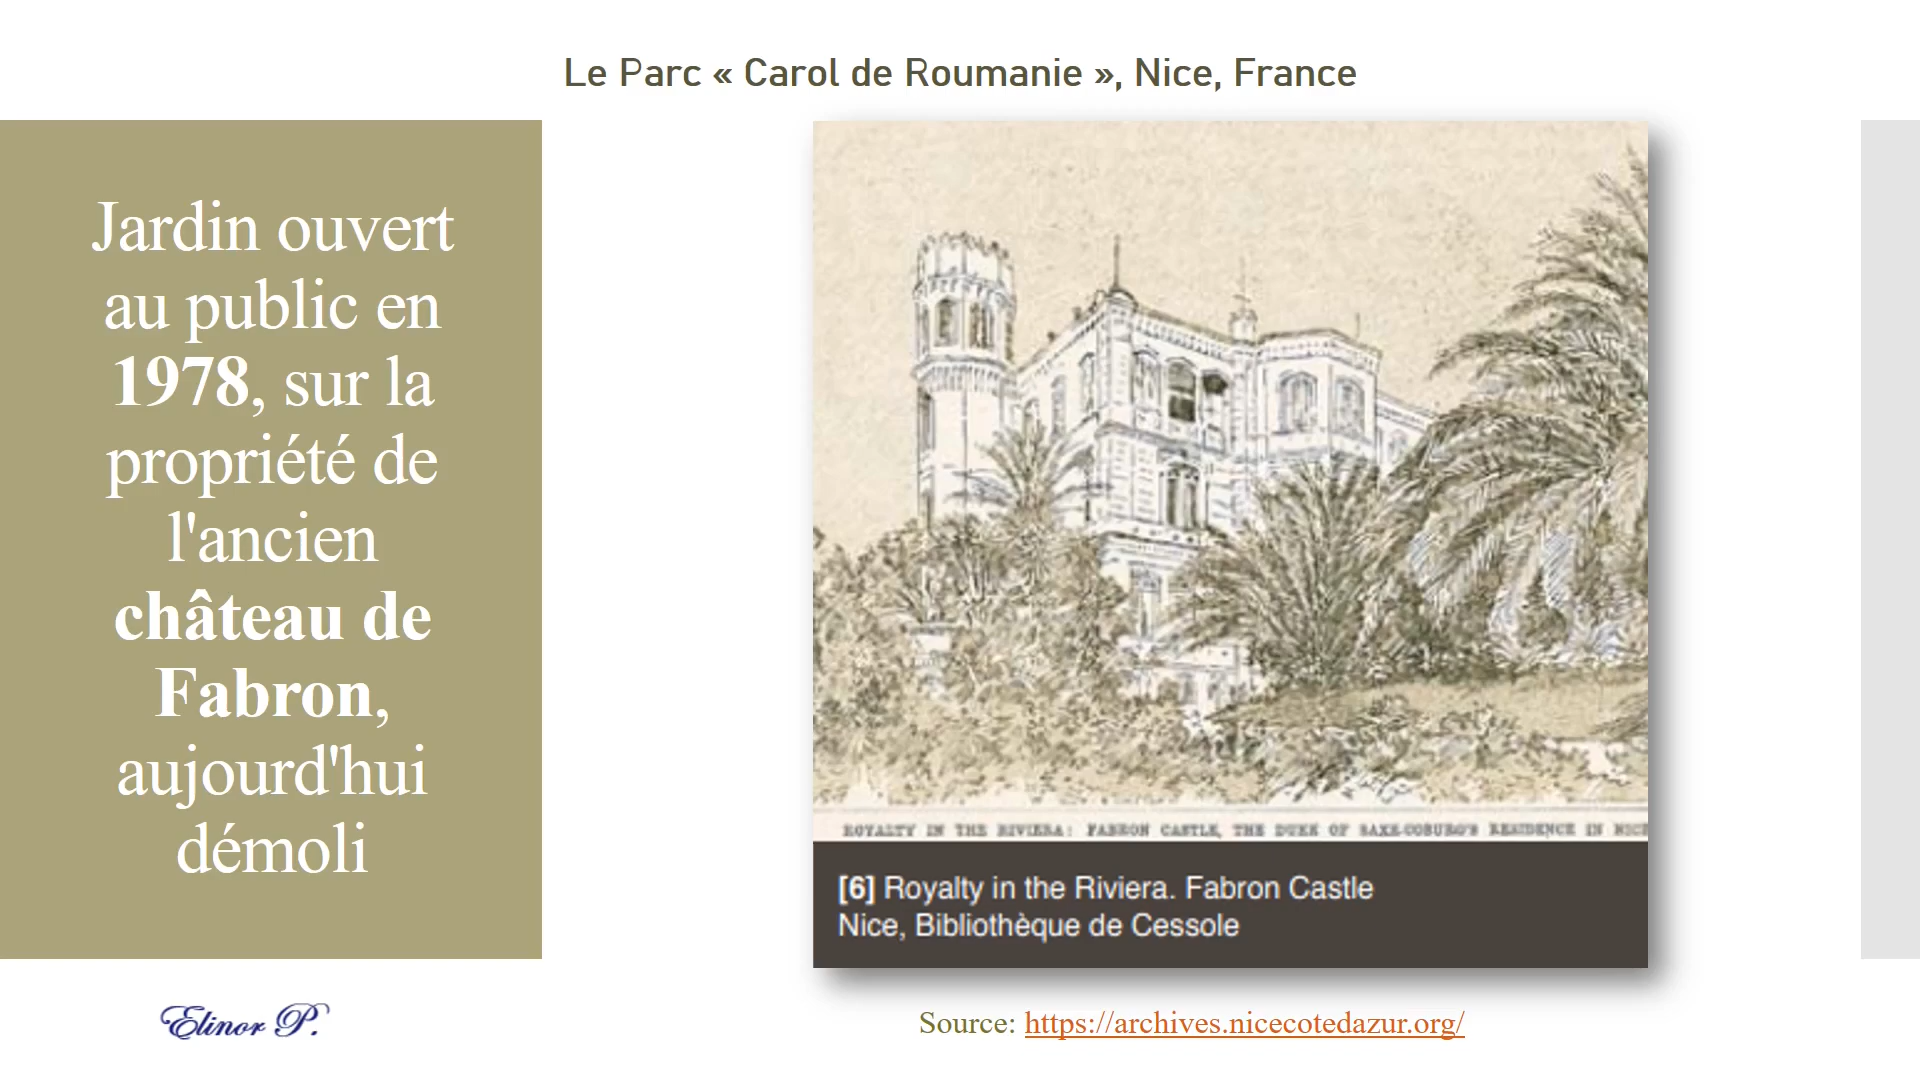 Le Parc « Carol de Roumanie », Nice, France
Jardin ouvert
au public en
1978, sur la
propriété de
l'ancien
château de
Fabron,
aujourd'hui
démoli
ROYALTY IN THE RIVIERA: FABRON CASTLE, THE DUKE OF SAXE-COBURG'S RESIDENCE IN NICE
[6] Royalty in the Riviera. Fabron Castle
Nice, Bibliothèque de Cessole
Elinor P.
Source: https://archives.nicecotedazur.org/